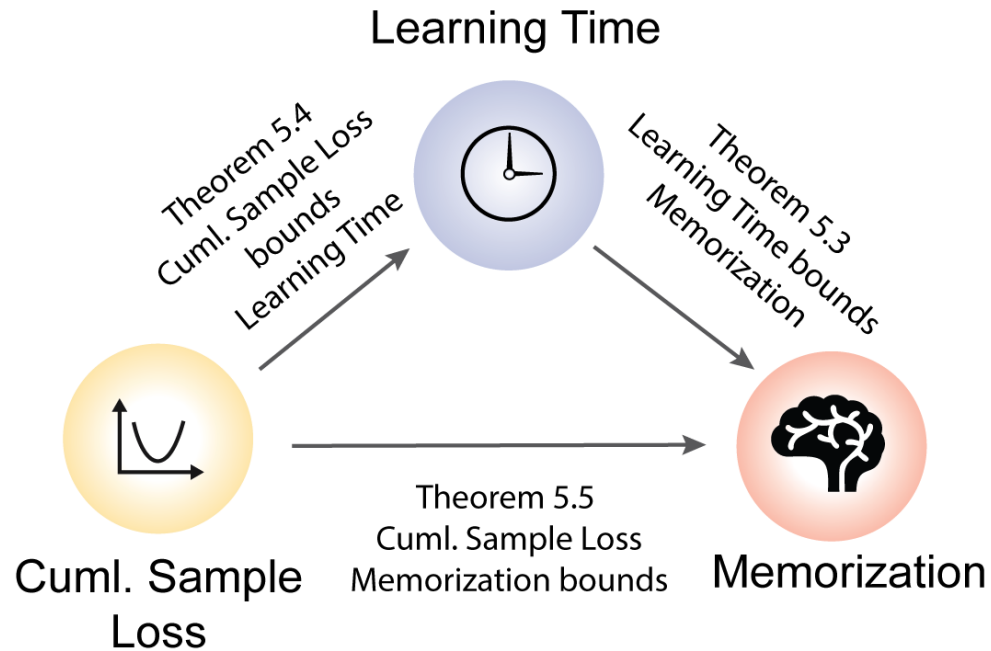 Learning Time
Theorem 5.4
Cuml. Sample Loss
bounds
Learning Time
Theorem 5.3
Learning Time bounds
Memorization
Theorem 5.5
Cuml. Sample Loss
Memorization bounds
Cuml. Sample
Loss
Memorization